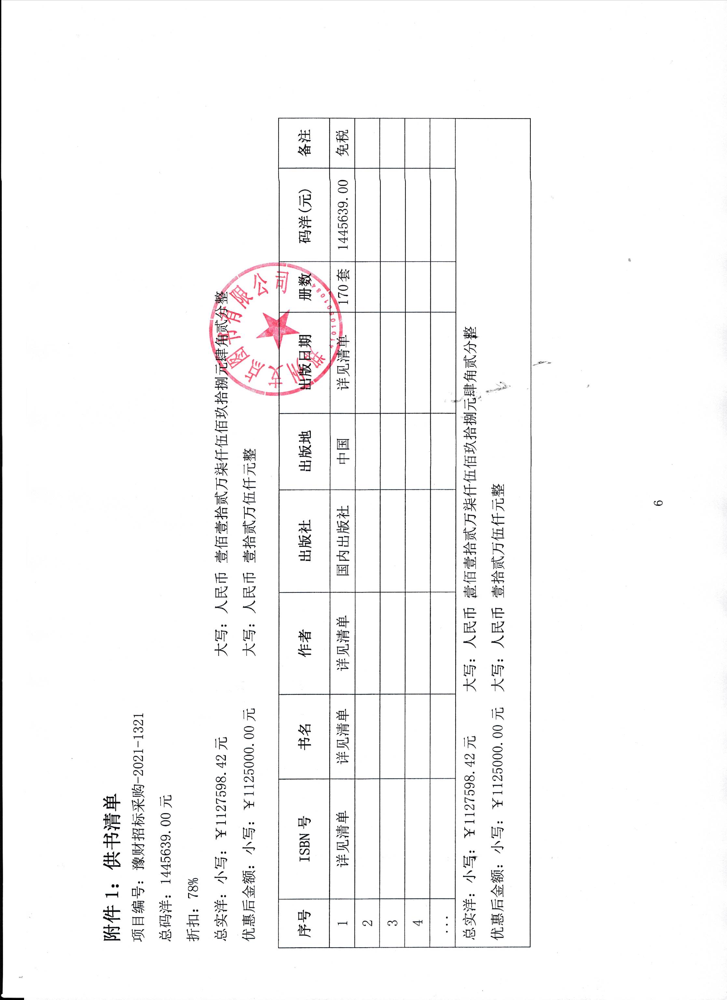 附件 1：供书清单
项目编号：豫财招标采购-2021-1321
总码洋：1445639.00 元
折扣：78%
总实洋：小写：￥1127598.42 元 大写：人民币 壹佰壹拾贰万柒仟伍佰玖拾捌元肆角贰分整
优惠后金额：小写：￥1125000.00 元 大写：人民币 壹拾贰万伍仟元整
序号 ISBN 号 书名 作者 出版社 出版地 出版日期 册数 码洋(元) 备注
1 详见清单 详见清单 详见清单 国内出版社 中国 详见清单 170 套 1445639.00 免税
2
3
4
...
总实洋：小写：￥1127598.42 元 大写：人民币 壹佰壹拾贰万柒仟伍佰玖拾捌元肆角贰分整
优惠后金额：小写：￥1125000.00 元 大写：人民币 壹拾贰万伍仟元整
图书有限公司
6